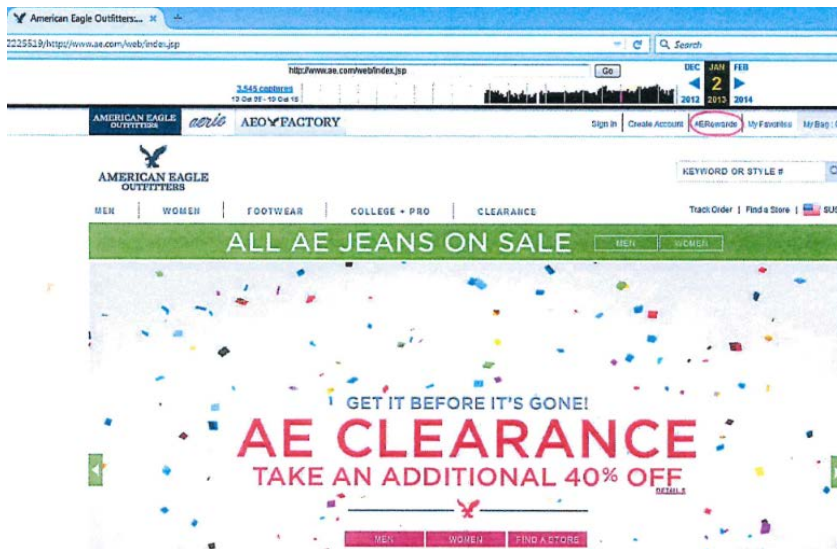 American Eagle Outfitters:...
2225519/http://www.ae.com/web/index.jsp
Search
http://www.ae.com/web/index.jsp
Go
DEC JAN FEB
3,545 captures
2
2012 2013 2014
AMERICAN EAGLE OUTFITTERS aerie AEO FACTORY
Sign In Create Account AERewards My Favorites My Bag:
AMERICAN EAGLE
OUTFITTERS
KEYWORD OR STYLE #
MEN WOMEN FOOTWEAR COLLEGE + PRO CLEARANCE
Track Order | Find a Store |
ALL AE JEANS ON SALE MEN WOMEN
GET IT BEFORE IT'S GONE!
AE CLEARANCE
TAKE AN ADDITIONAL 40% OFF
DETAILS
MEN WOMEN FIND A STORE